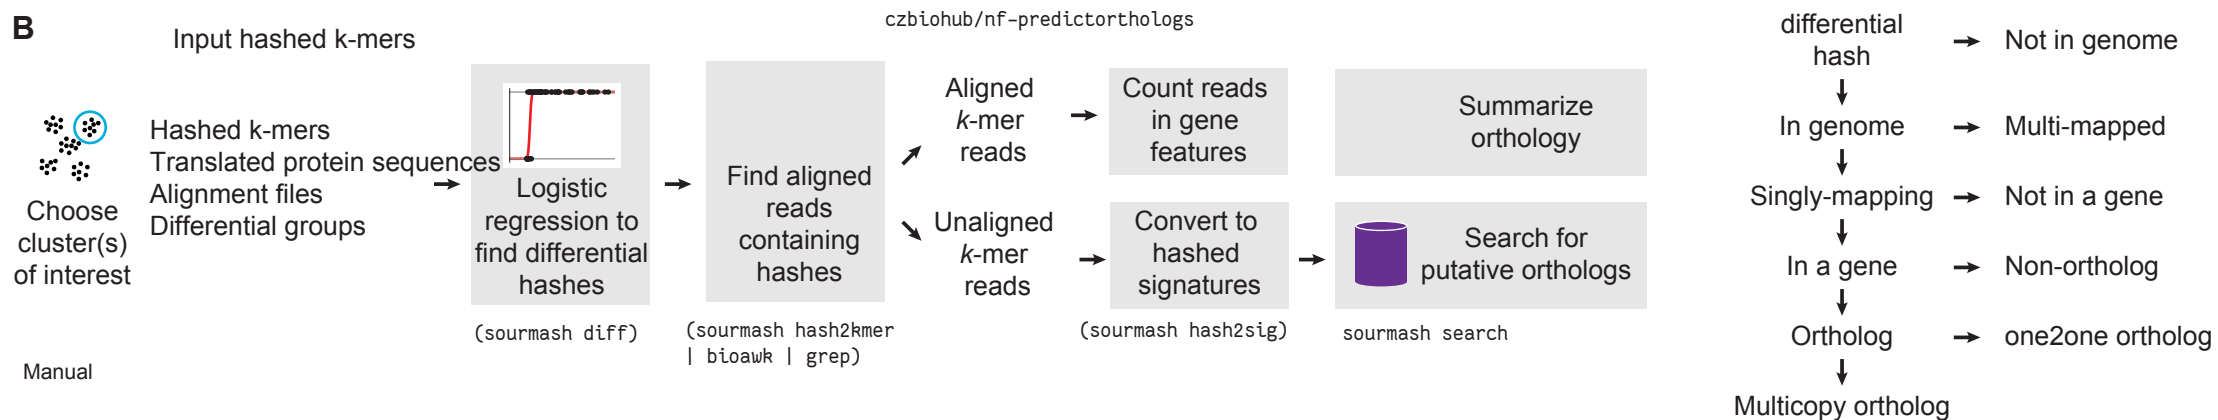 B
Input hashed k-mers
czbiohub/nf-predictorthologs
Choose
cluster(s)
of interest
Manual
Hashed k-mers
Translated protein sequences
Alignment files
Differential groups
Logistic
regression to
find differential
hashes
(sourmash diff)
Find aligned
reads
containing
hashes
(sourmash hash2kmer
| bioawk | grep)
Aligned
k-mer
reads
Count reads
in gene
features
Summarize
orthology
Unaligned
k-mer
reads
Convert to
hashed
signatures
(sourmash hash2sig)
Search for
putative orthologs
sourmash search
differential
hash
Not in genome
In genome
Multi-mapped
Singly-mapping
Not in a gene
In a gene
Non-ortholog
Ortholog
one2one ortholog
Multicopy ortholog